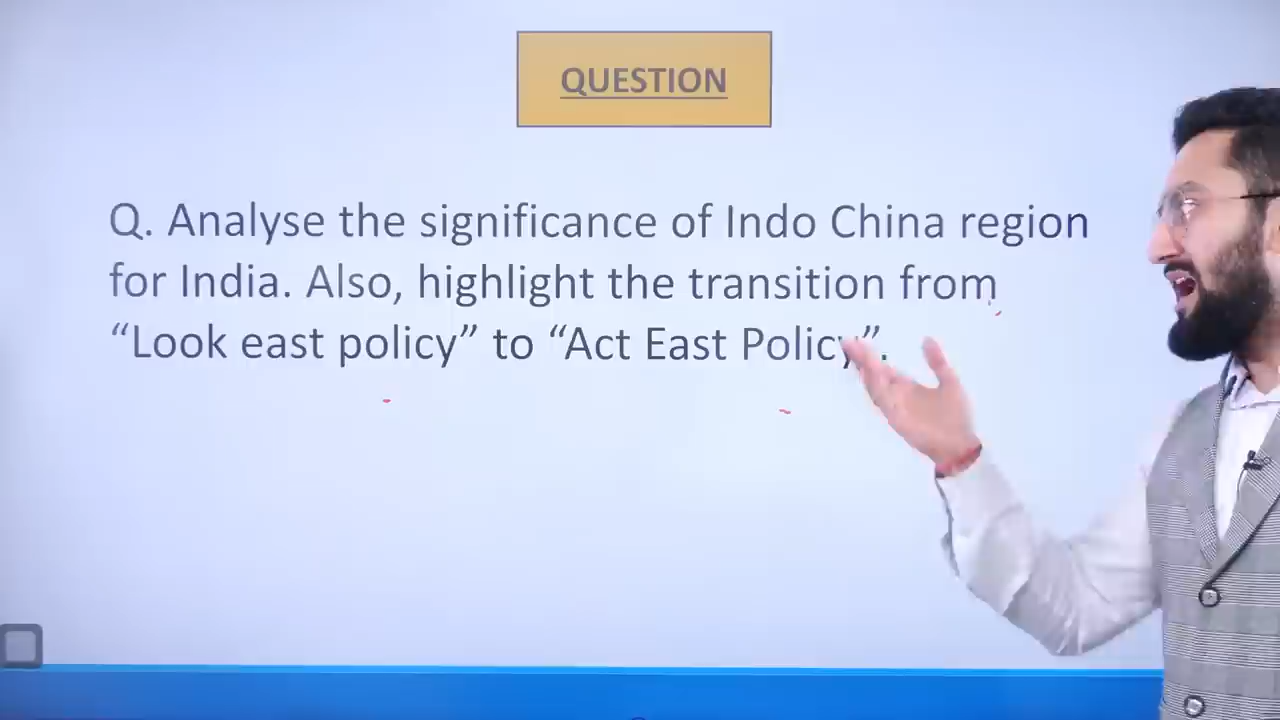 QUESTION
Q. Analyse the significance of Indo China region
for India. Also, highlight the transition from
“Look east policy” to “Act East Policy”.